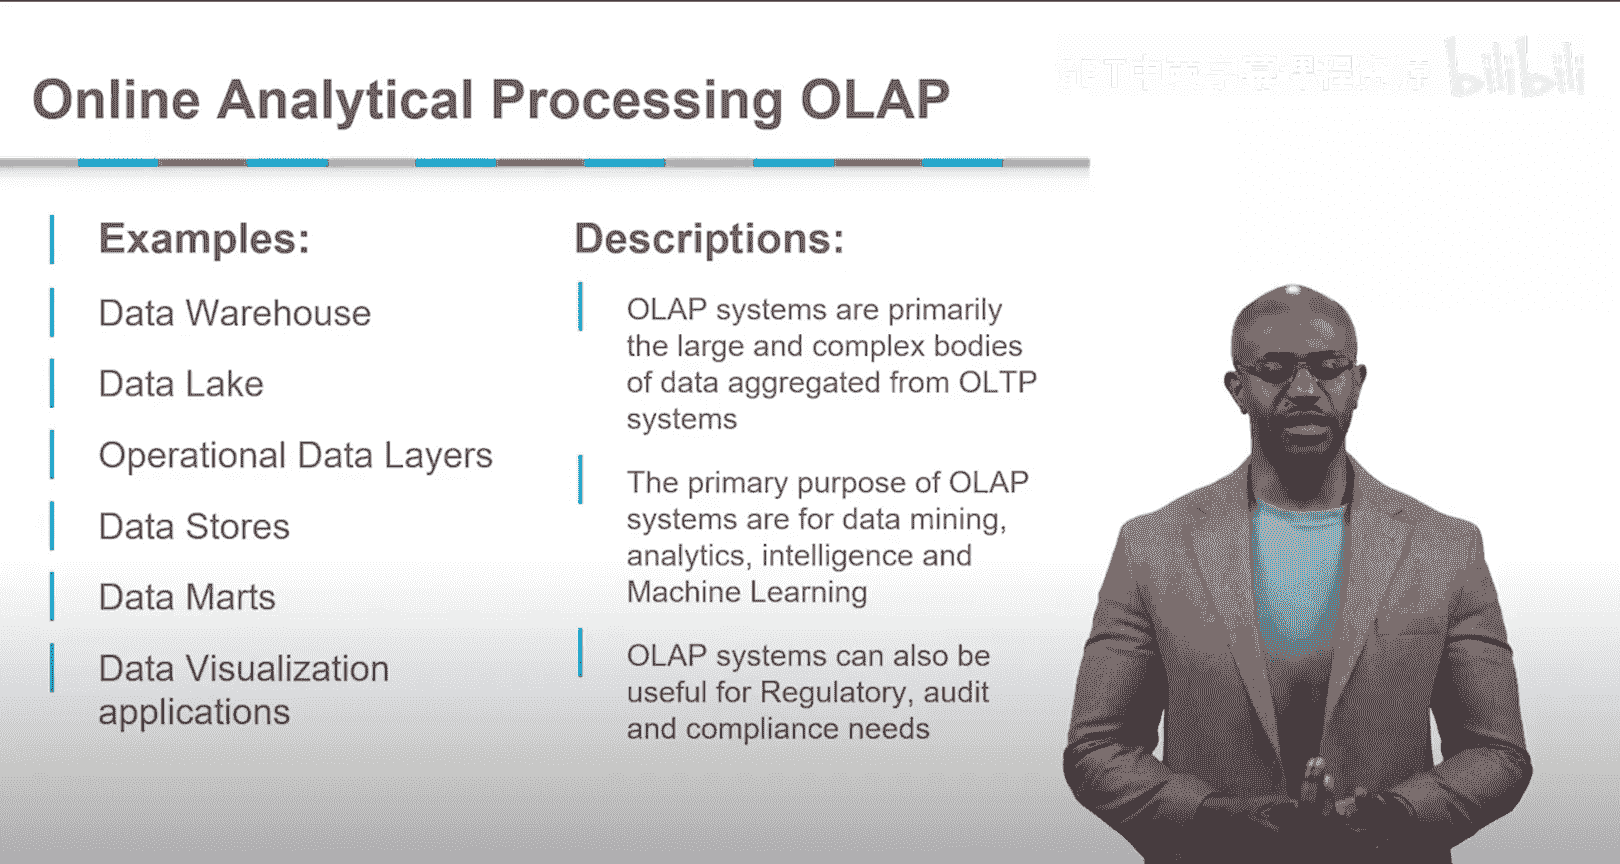 Online Analytical Processing OLAP
Examples:
Data Warehouse
Data Lake
Operational Data Layers
Data Stores
Data Marts
Data Visualization
applications
Descriptions:
OLAP systems are primarily
the large and complex bodies
of data aggregated from OLTP
systems
The primary purpose of OLAP
systems are for data mining,
analytics, intelligence and
Machine Learning
OLAP systems can also be
useful for Regulatory, audit
and compliance needs
bilibili